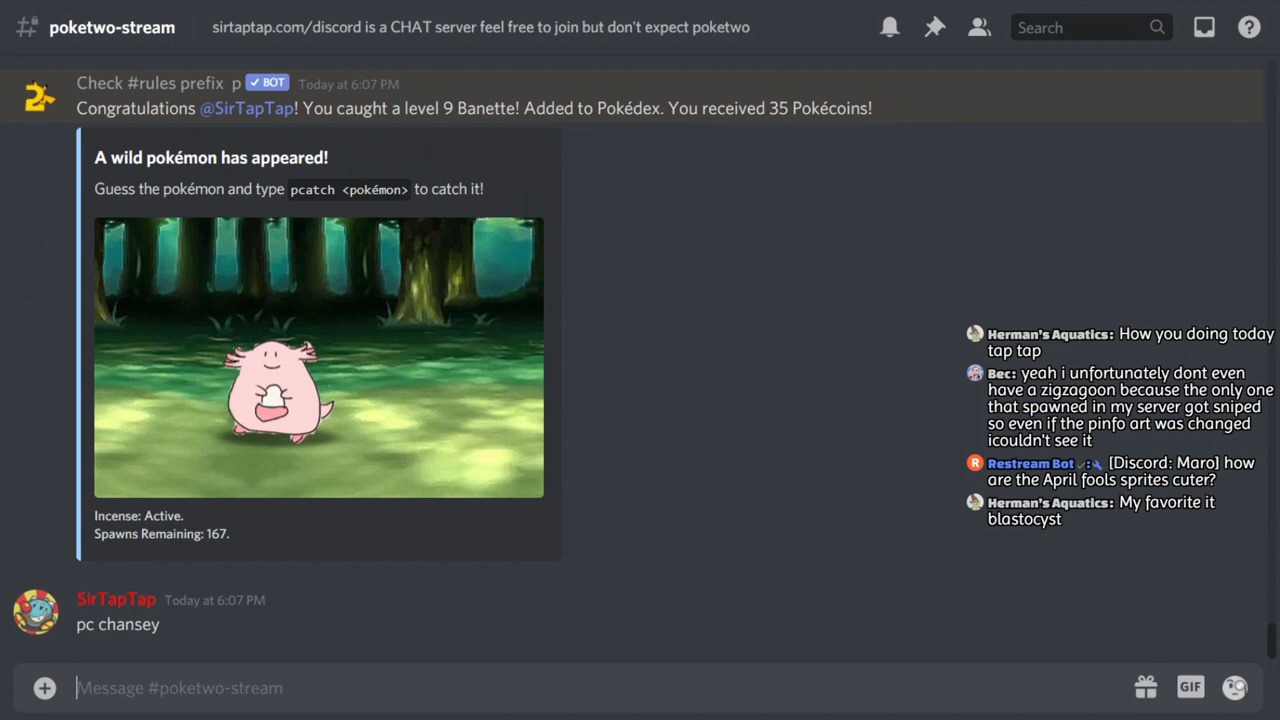 poketwo-stream
sirtaptap.com/discord is a CHAT server feel free to join but don't expect poketwo
Search
Check #rules prefix p ✓ BOT Today at 6:07 PM
Congratulations @SirTapTap! You caught a level 9 Banette! Added to Pokédex. You received 35 Pokécoins!
A wild pokémon has appeared!
Guess the pokémon and type pcatch <pokémon> to catch it!
Incense: Active.
Spawns Remaining: 167.
SirTapTap Today at 6:07 PM
pc chansey
Message #poketwo-stream
GIF
Herman's Aquatics: How you doing today
tap tap
Bec: yeah i unfortunately dont even
have a zigzagoon because the only one
that spawned in my server got sniped
so even if the pinfo art was changed
icouldn't see it
R Restream Bot : [Discord: Maro] how
are the April fools sprites cuter?
Herman's Aquatics: My favorite it
blastocyst